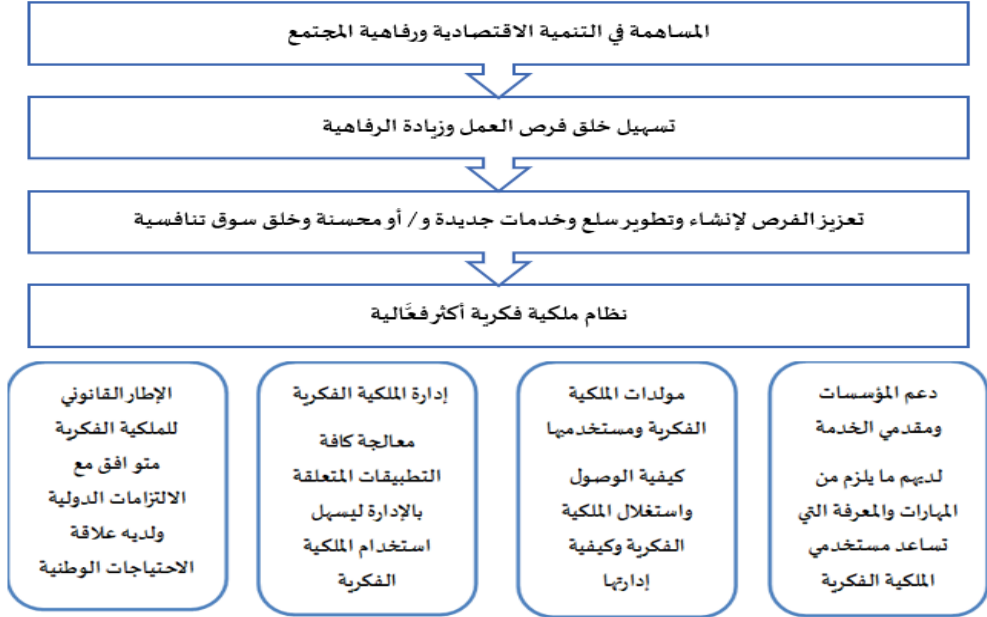 المساهمة في التنمية الاقتصادية ورفاهية المجتمع
تسهيل خلق فرص العمل وزيادة الرفاهية
تعزيز الفرص لإنشاء وتطوير سلع وخدمات جديدة و/ أو محسنة وخلق سوق تنافسية
نظام ملكية فكرية أكثر فعَّالية
دعم المؤسسات
ومقدمي الخدمة
لديهم ما يلزم من
المهارات والمعرفة التي
تساعد مستخدمي
الملكية الفكرية
مولدات الملكية
الفكرية ومستخدميها
كيفية الوصول
واستغلال الملكية
الفكرية وكيفية
إدارتها
إدارة الملكية الفكرية
معالجة كافة
التطبيقات المتعلقة
بالإدارة ليسهل
استخدام الملكية
الفكرية
الإطار القانوني
للملكية الفكرية
متوافق مع
الالتزامات الدولية
ولديه علاقة
الاحتياجات الوطنية